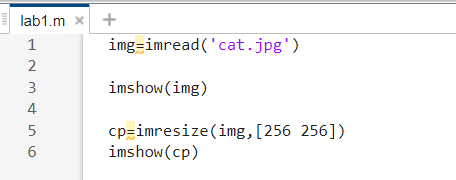 lab1.m × +
1 img=imread('cat.jpg')
2
3 imshow(img)
4
5 cp=imresize(img,[256 256])
6 imshow(cp)